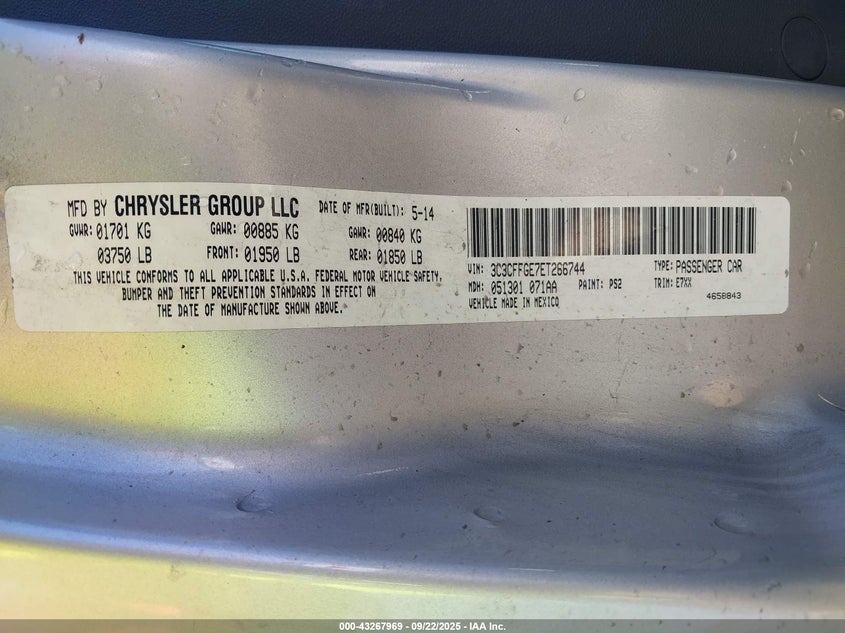 MFD BY CHRYSLER GROUP LLC DATE OF MFR(BUILT): 5-14
GVWR: 01701 KG GAWR: 00885 KG GAWR: 00840 KG
03750 LB FRONT: 01950 LB REAR: 01850 LB
THIS VEHICLE CONFORMS TO ALL APPLICABLE U.S.A. FEDERAL MOTOR VEHICLE SAFETY,
BUMPER AND THEFT PREVENTION STANDARDS IN EFFECT ON
THE DATE OF MANUFACTURE SHOWN ABOVE.
VIN: 3C3CFFGE7ET266744 TYPE: PASSENGER CAR
MDH: 051301 071AA PAINT: PS2 TRIM: E7XX
VEHICLE MADE IN MEXICO 4658843
000-43267969 - 09/22/2025 - IAA Inc.